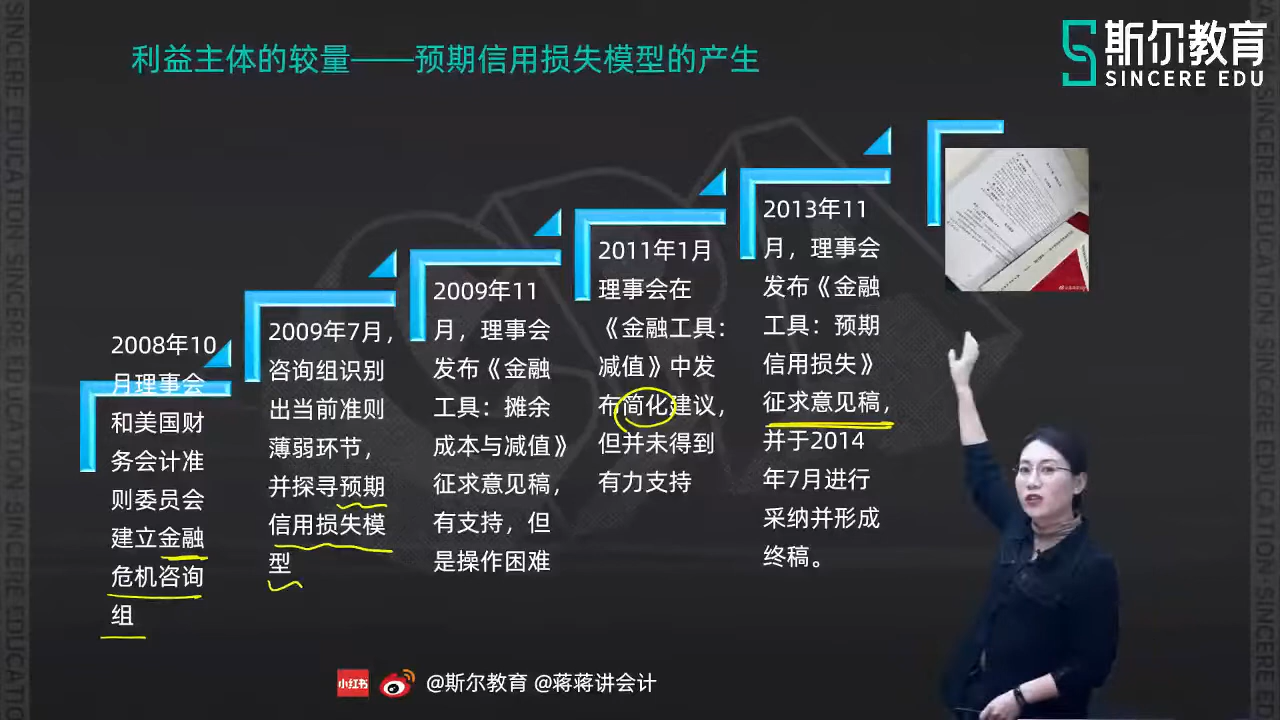 利益主体的较量——预期信用损失模型的产生
斯尔教育
SINCERE EDU
2008年10
月理事会
和美国财
务会计准
则委员会
建立金融
危机咨询
组
2009年7月，
咨询组识别
出当前准则
薄弱环节，
并探寻预期
信用损失模
型
2009年11
月，理事会
发布《金融
工具：摊余
成本与减值》
征求意见稿，
有支持，但
是操作困难
2011年1月
理事会在
《金融工具：
减值》中发
布简化建议，
但并未得到
有力支持
2013年11
月，理事会
发布《金融
工具：预期
信用损失》
征求意见稿，
并于2014
年7月进行
采纳并形成
终稿。
小红书
@斯尔教育 @蒋蒋讲会计
SINCERE EDUCATION·SINCERE EDUCATION